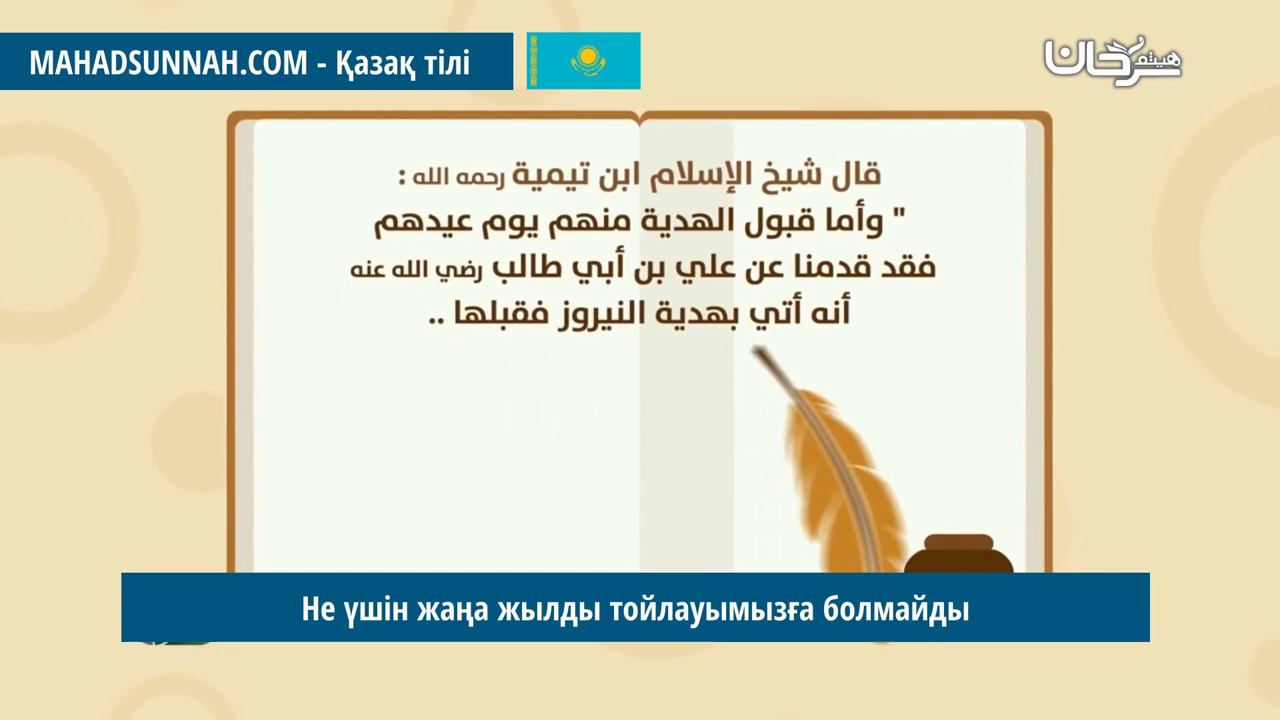 MAHADSUNNAH.COM - Қазақ тілі
هيثم سرحان
قال شيخ الإسلام ابن تيمية رحمه الله :
" وأما قبول الهدية منهم يوم عيدهم
فقد قدمنا عن علي بن أبي طالب رضي الله عنه
أنه أتي بهدية النيروز فقبلها ..
Не үшін жаңа жылды тойлауымызға болмайды